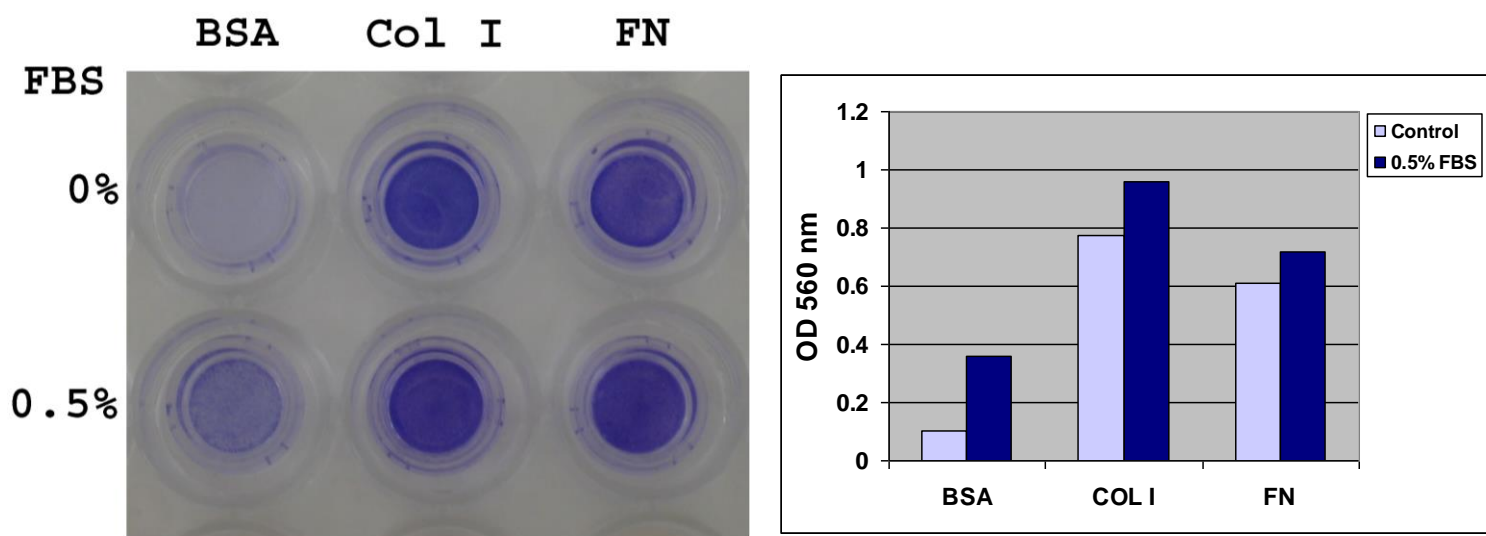 BSA Col I FN
FBS
0%
0.5%
1.2
1
0.8
0.6
0.4
0.2
0
OD 560 nm
BSA COL I FN
Control
0.5% FBS